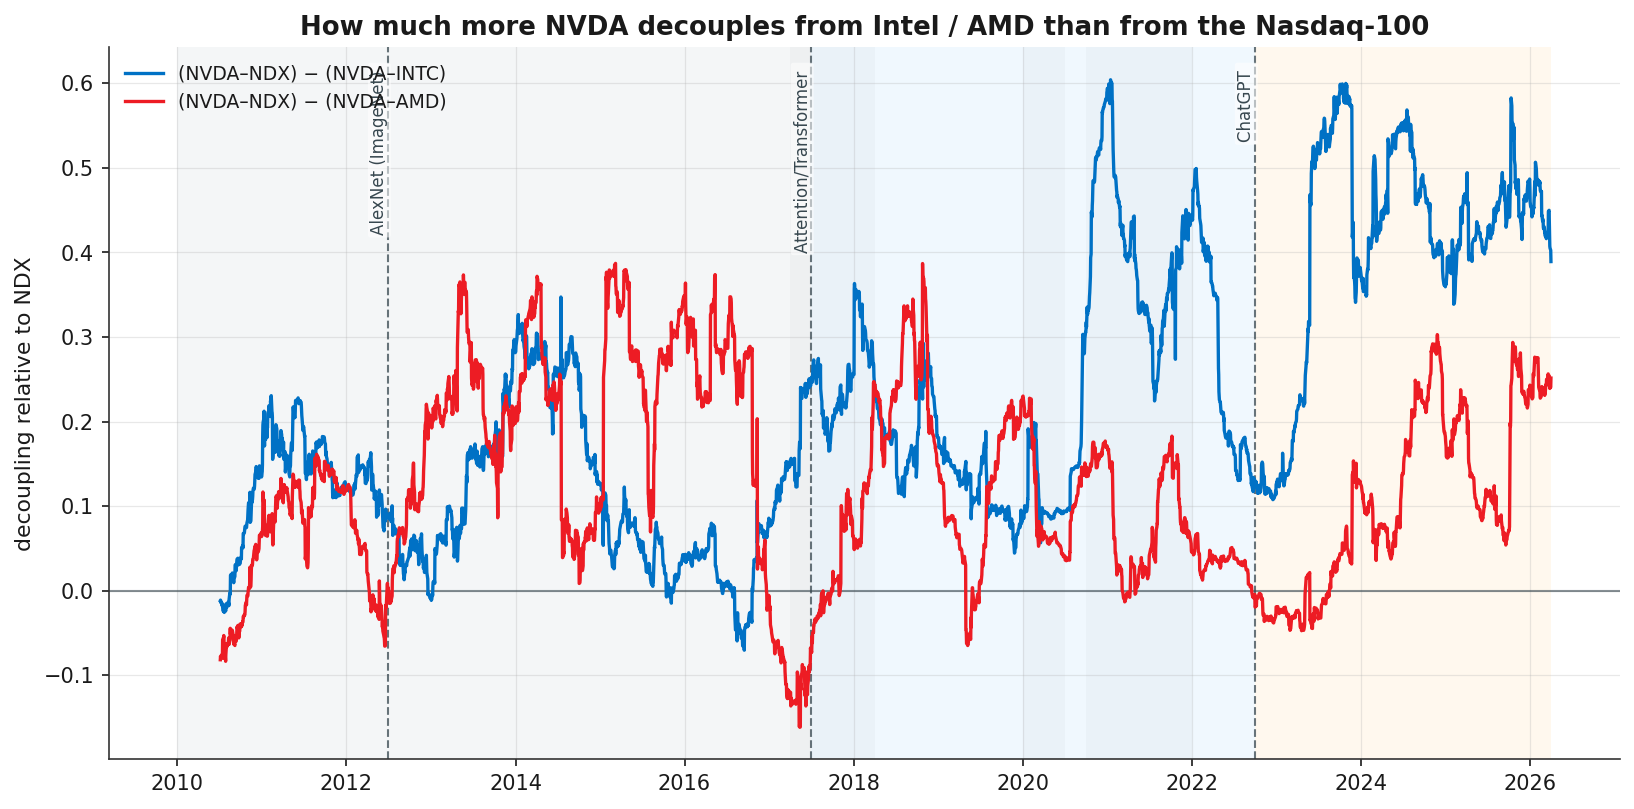 How much more NVDA decouples from Intel / AMD than from the Nasdaq-100
(NVDA–NDX) − (NVDA–INTC)
(NVDA–NDX) − (NVDA–AMD)
AlexNet (ImageNet)
Attention/Transformer
ChatGPT
decoupling relative to NDX
0.6
0.5
0.4
0.3
0.2
0.1
0.0
−0.1
2010
2012
2014
2016
2018
2020
2022
2024
2026